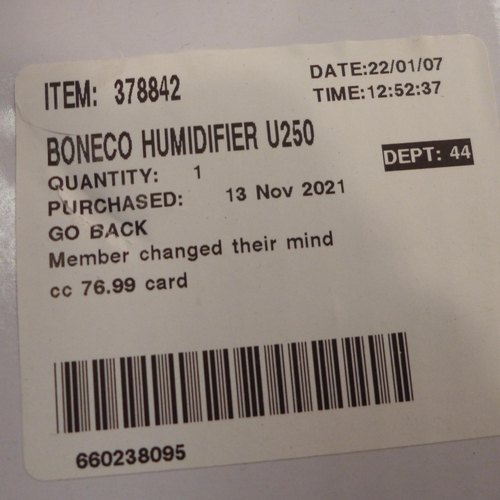 ITEM: 378842
DATE:22/01/07
TIME:12:52:37
BONECO HUMIDIFIER U250
DEPT: 44
QUANTITY: 1
PURCHASED: 13 Nov 2021
GO BACK
Member changed their mind
cc 76.99 card
660238095